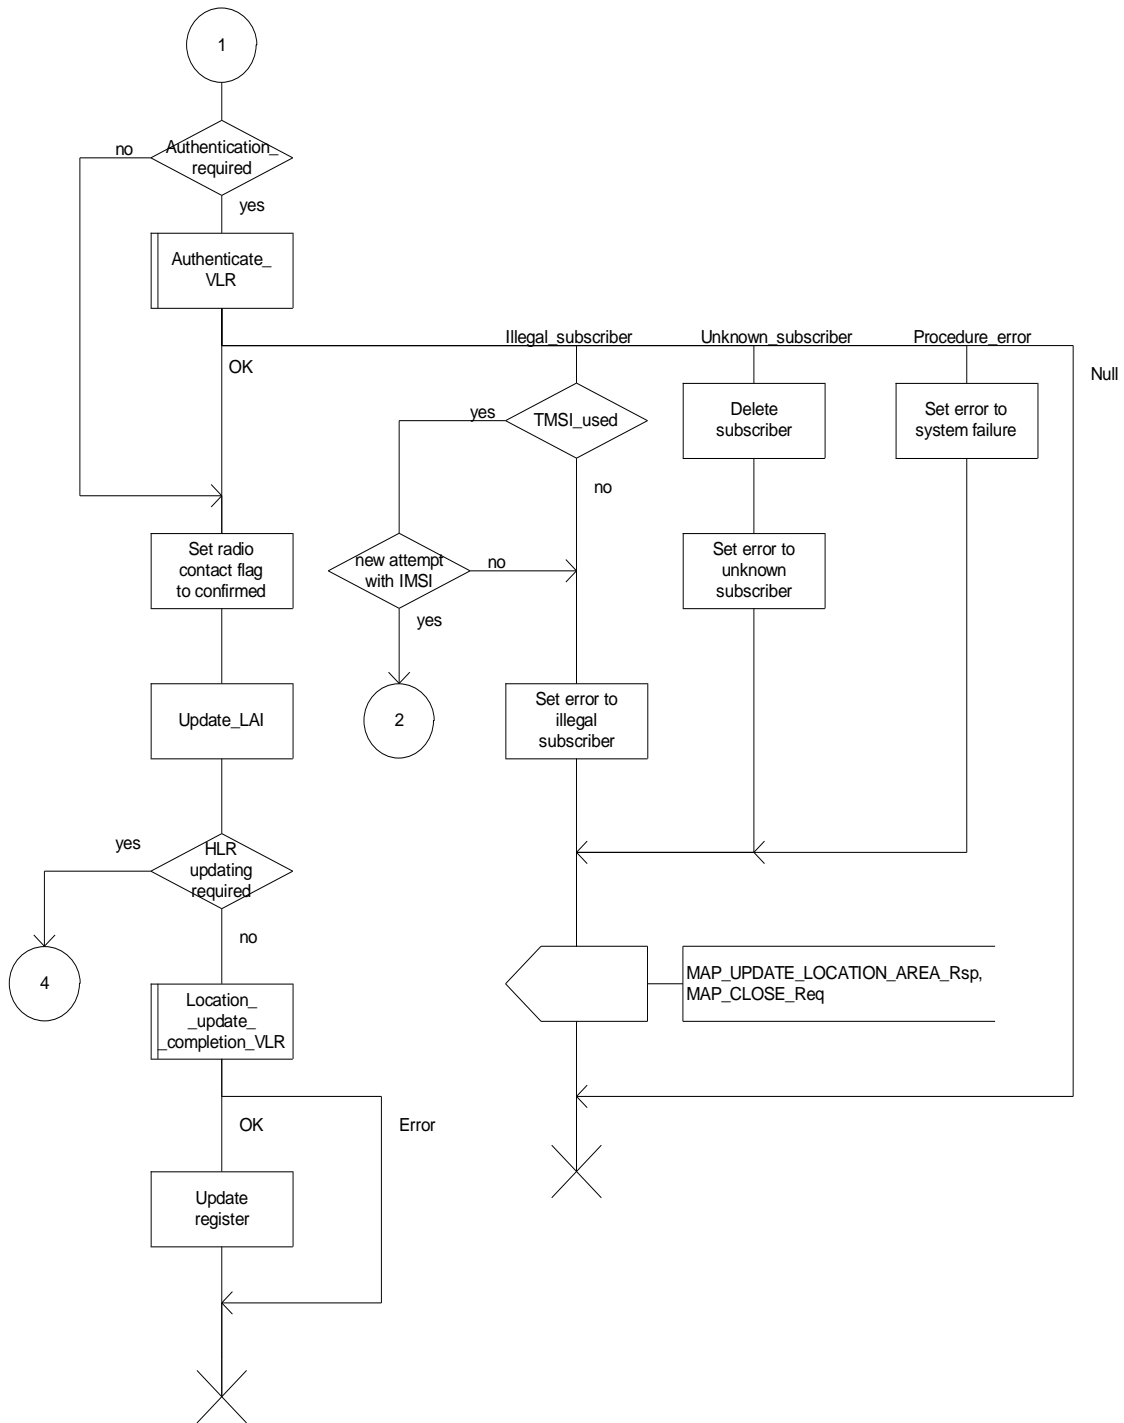 1
no
Authentication_
required
yes
Authenticate_
VLR
Illegal_subscriber
Unknown_subscriber
Procedure_error
OK
Null
yes
TMSI_used
Delete
subscriber
Set error to
system failure
no
Set radio
contact flag
to confirmed
new attempt
with IMSI
no
Set error to
unknown
subscriber
yes
Update_LAI
2
Set error to
illegal
subscriber
yes
HLR
updating
required
no
4
MAP_UPDATE_LOCATION_AREA_Rsp,
MAP_CLOSE_Req
Location_
_update_
_completion_VLR
OK
Error
Update
register